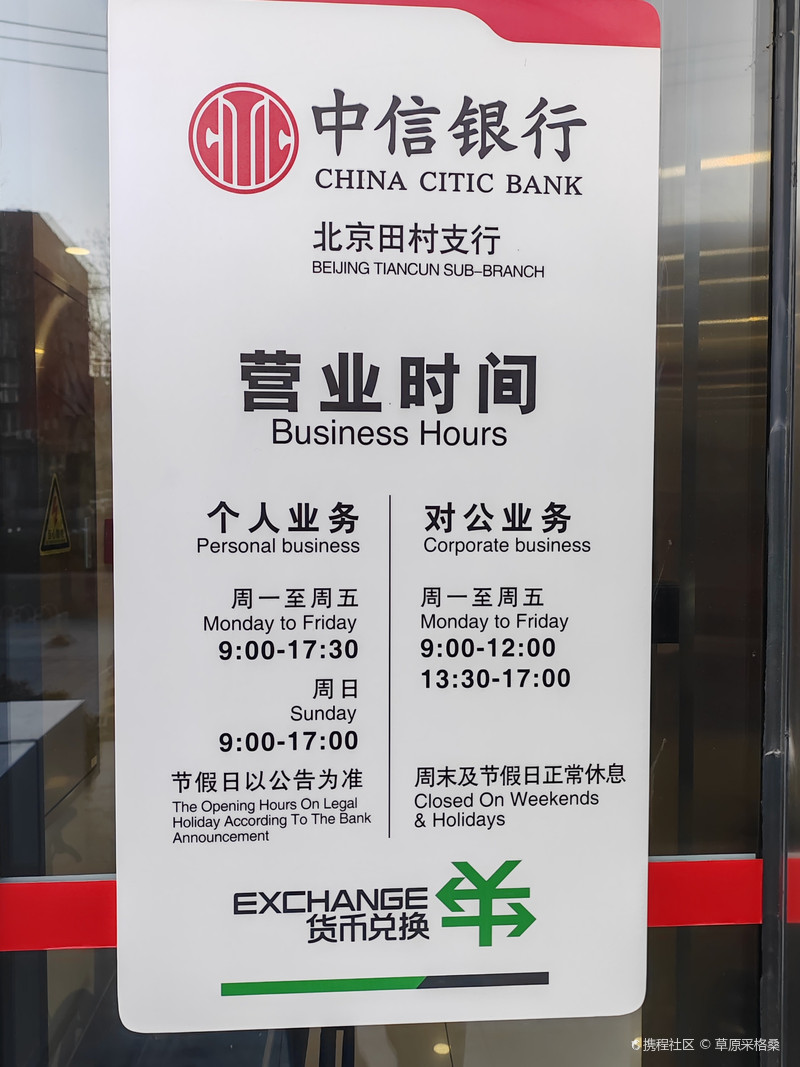 中信银行
CHINA CITIC BANK
北京田村支行
BEIJING TIANCUN SUB-BRANCH
营业时间
Business Hours
个人业务
Personal business
周一至周五
Monday to Friday
9:00-17:30
周日
Sunday
9:00-17:00
节假日以公告为准
The Opening Hours On Legal
Holiday According To The Bank
Announcement
对公业务
Corporate business
周一至周五
Monday to Friday
9:00-12:00
13:30-17:00
周末及节假日正常休息
Closed On Weekends
& Holidays
EXCHANGE
货币兑换
携程社区 © 草原采格桑